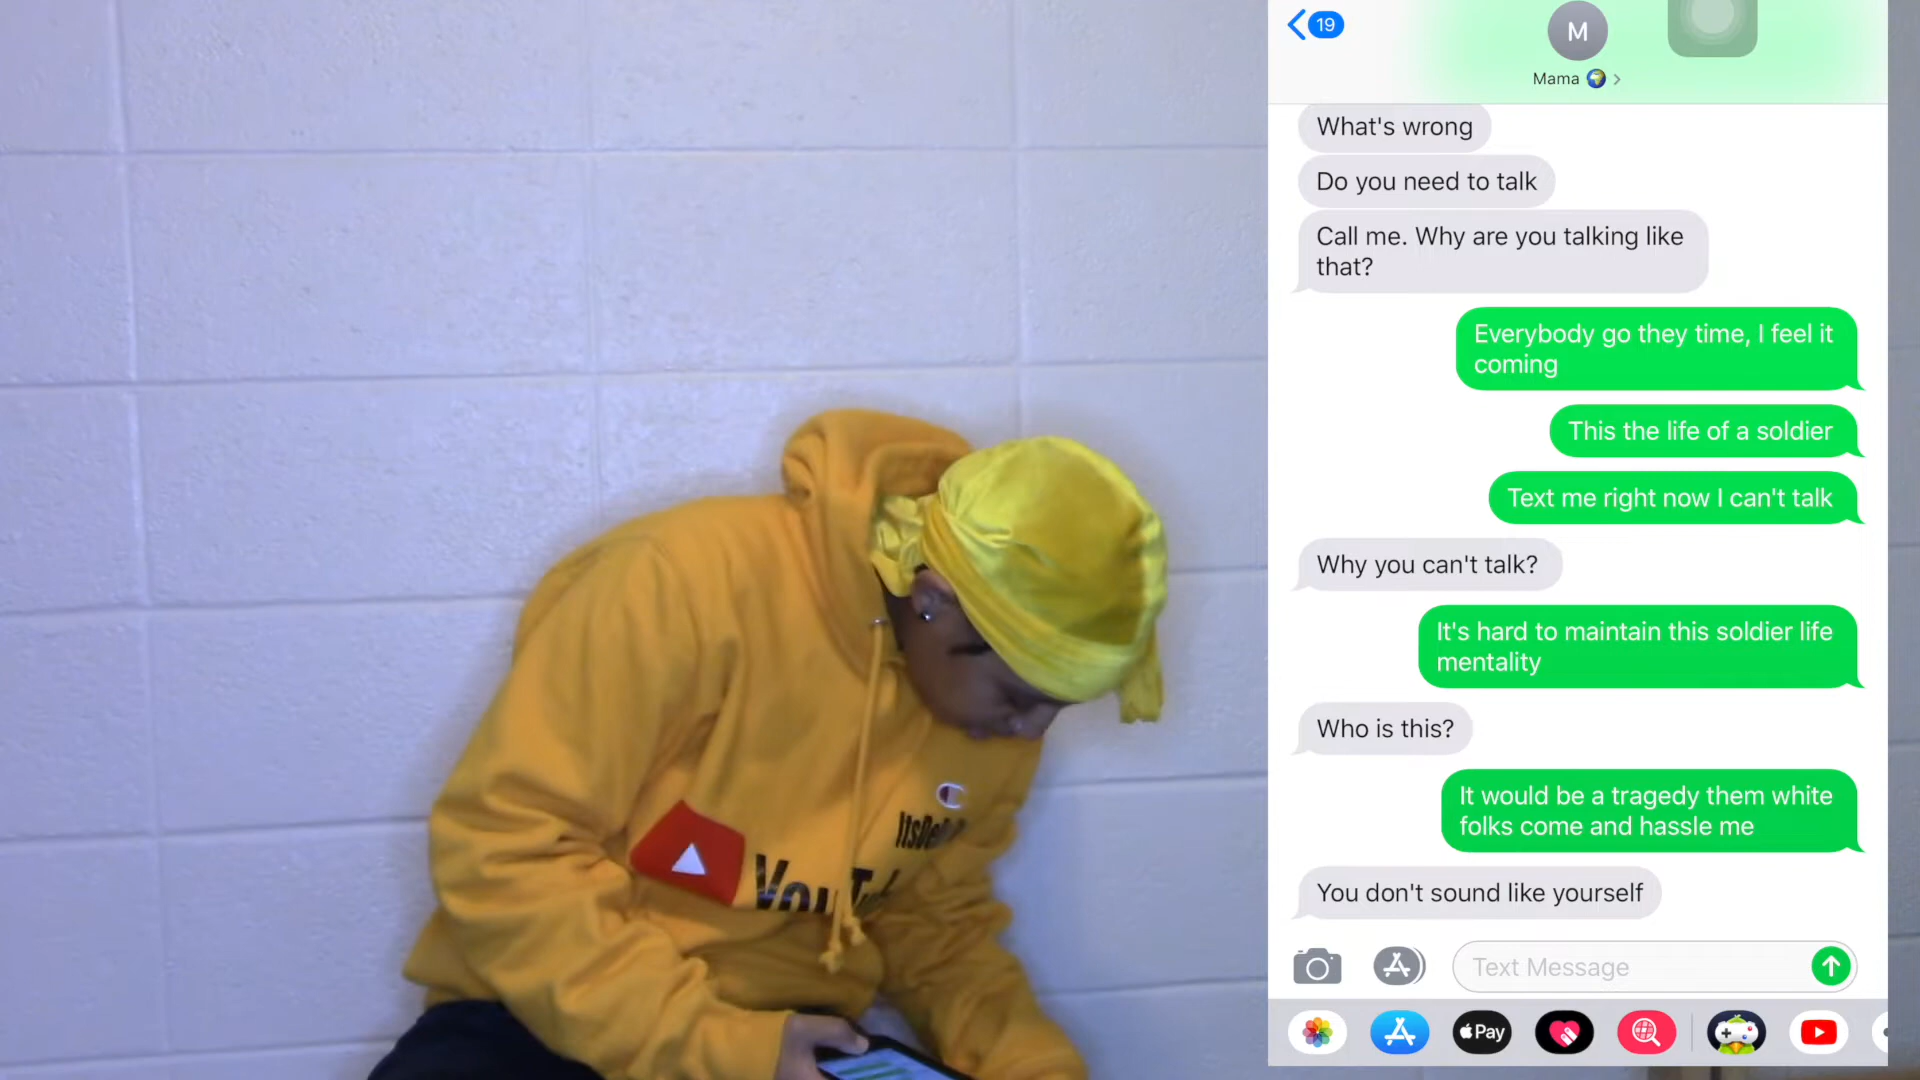 19
M
Mama
What's wrong
Do you need to talk
Call me. Why are you talking like
that?
Everybody go they time, I feel it
coming
This the life of a soldier
Text me right now I can't talk
Why you can't talk?
It's hard to maintain this soldier life
mentality
Who is this?
It would be a tragedy them white
folks come and hassle me
You don't sound like yourself
Text Message
Pay
YouTube